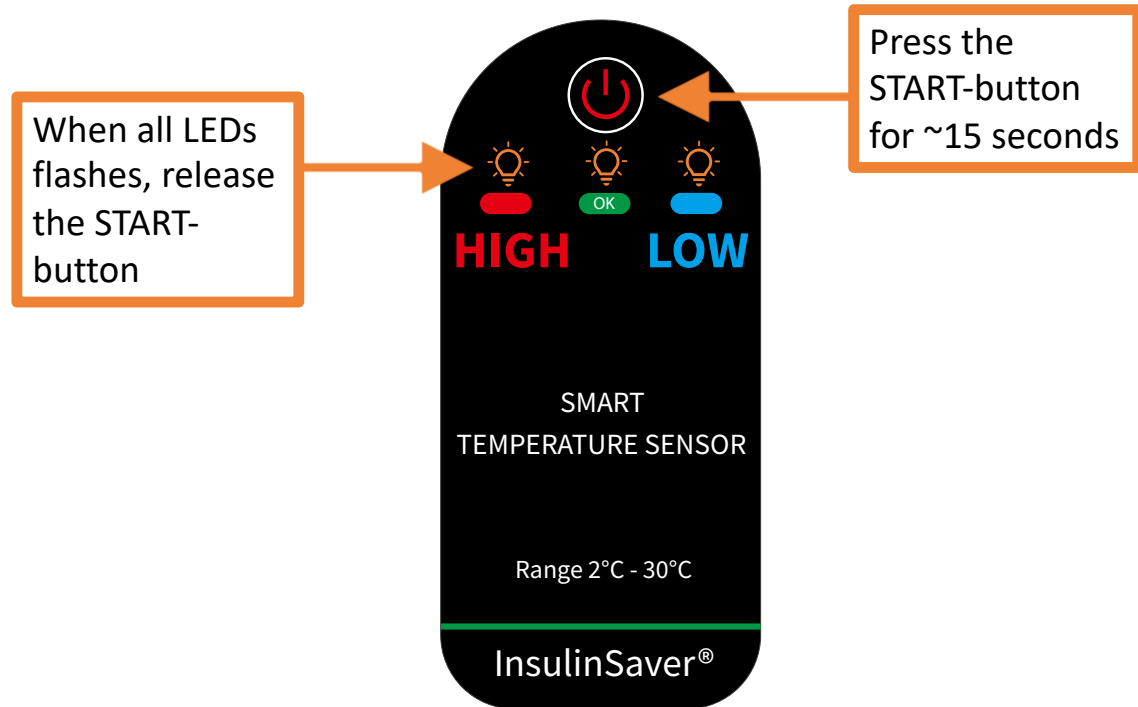 Press the
START-button
for ~15 seconds
When all LEDs
flashes, release
the START-
button
OK
HIGH
LOW
SMART
TEMPERATURE SENSOR
Range 2°C - 30°C
InsulinSaver®